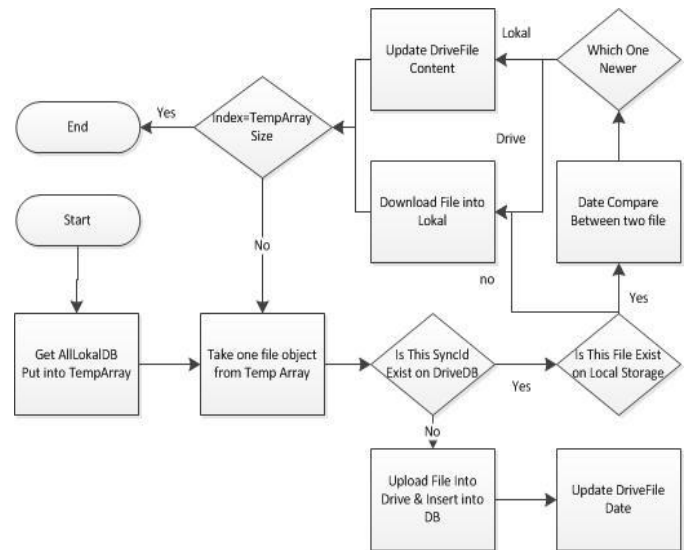 Lokal
Update DriveFile
Content
Which One
Newer
Yes
End
Index=TempArray
Size
Drive
Start
Download File into
Lokal
Date Compare
Between two file
No
no
Yes
Get AllLokalDB
Put into TempArray
Take one file object
from Temp Array
Is This SyncId
Exist on DriveDB
Yes
Is This File Exist
on Local Storage
No
Upload File Into
Drive & Insert into
DB
Update DriveFile
Date